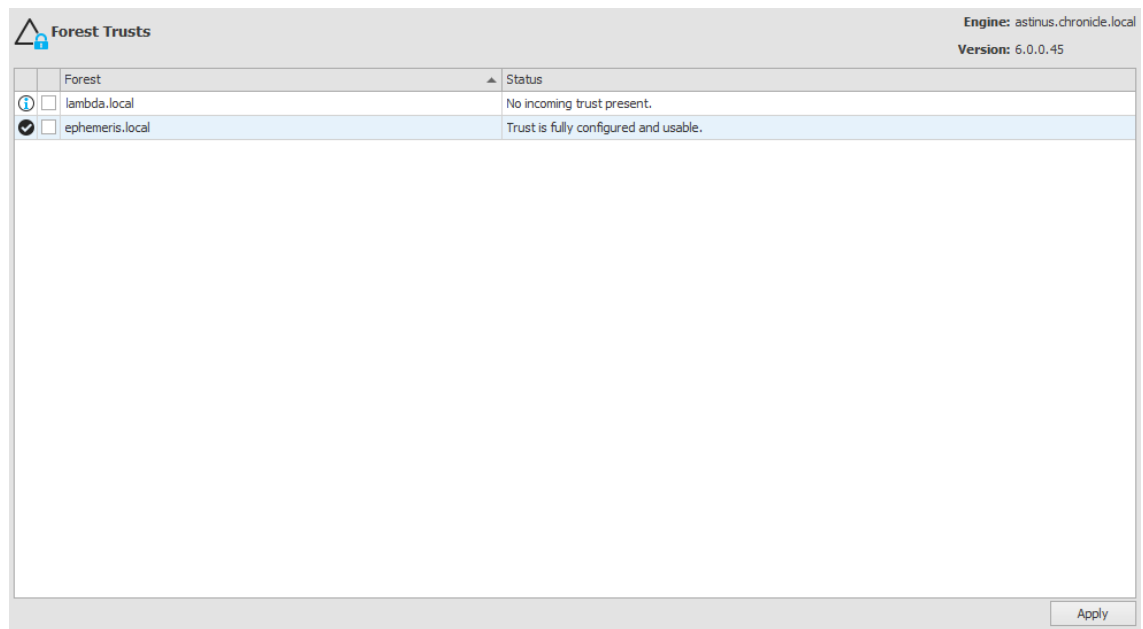 Forest Trusts
Engine: astinus.chronicle.local
Version: 6.0.0.45
Forest Status
lambda.local No incoming trust present.
ephemeris.local Trust is fully configured and usable.
Apply